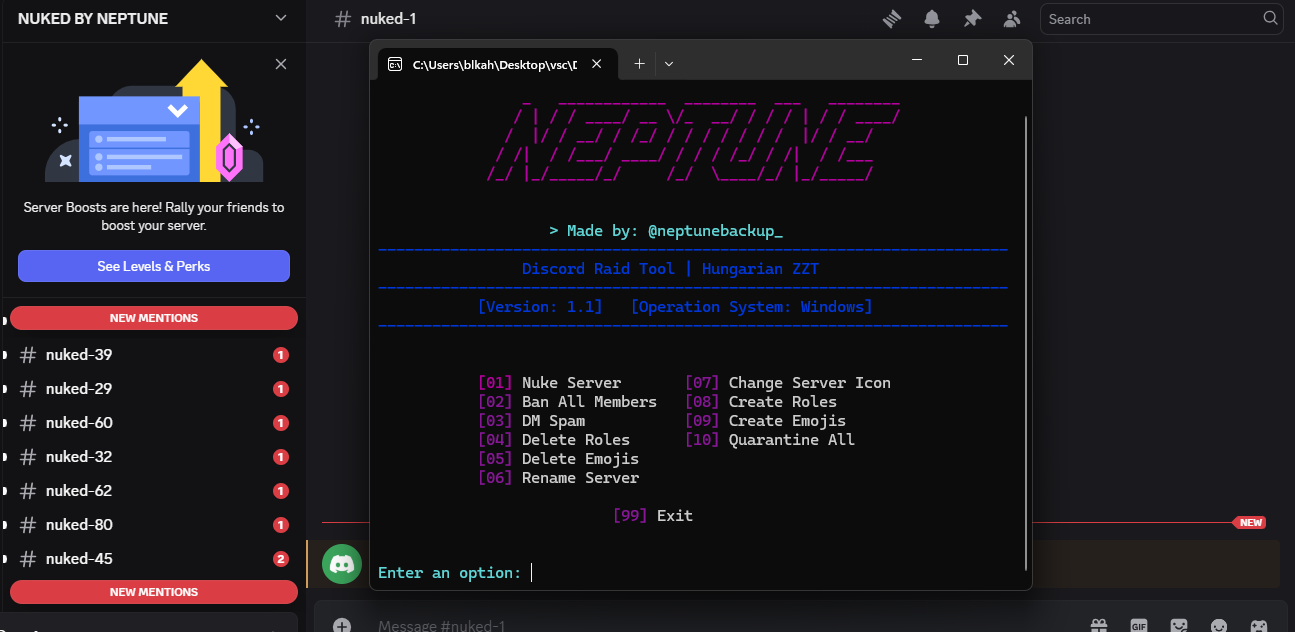 NUKED BY NEPTUNE
Server Boosts are here! Rally your friends to
boost your server.
See Levels & Perks
NEW MENTIONS
nuked-39 1
nuked-29 1
nuked-60 1
nuked-32 1
nuked-62 1
nuked-80 1
nuked-45 2
NEW MENTIONS
# nuked-1
Search
C:\Users\blkah\Desktop\vsc\
NEPTUNE
> Made by: @neptunebackup_
Discord Raid Tool | Hungarian ZZT
[Version: 1.1] [Operation System: Windows]
[01] Nuke Server [07] Change Server Icon
[02] Ban All Members [08] Create Roles
[03] DM Spam [09] Create Emojis
[04] Delete Roles [10] Quarantine All
[05] Delete Emojis
[06] Rename Server
[99] Exit
Enter an option:
NEW
Message #nuked-1
GIF